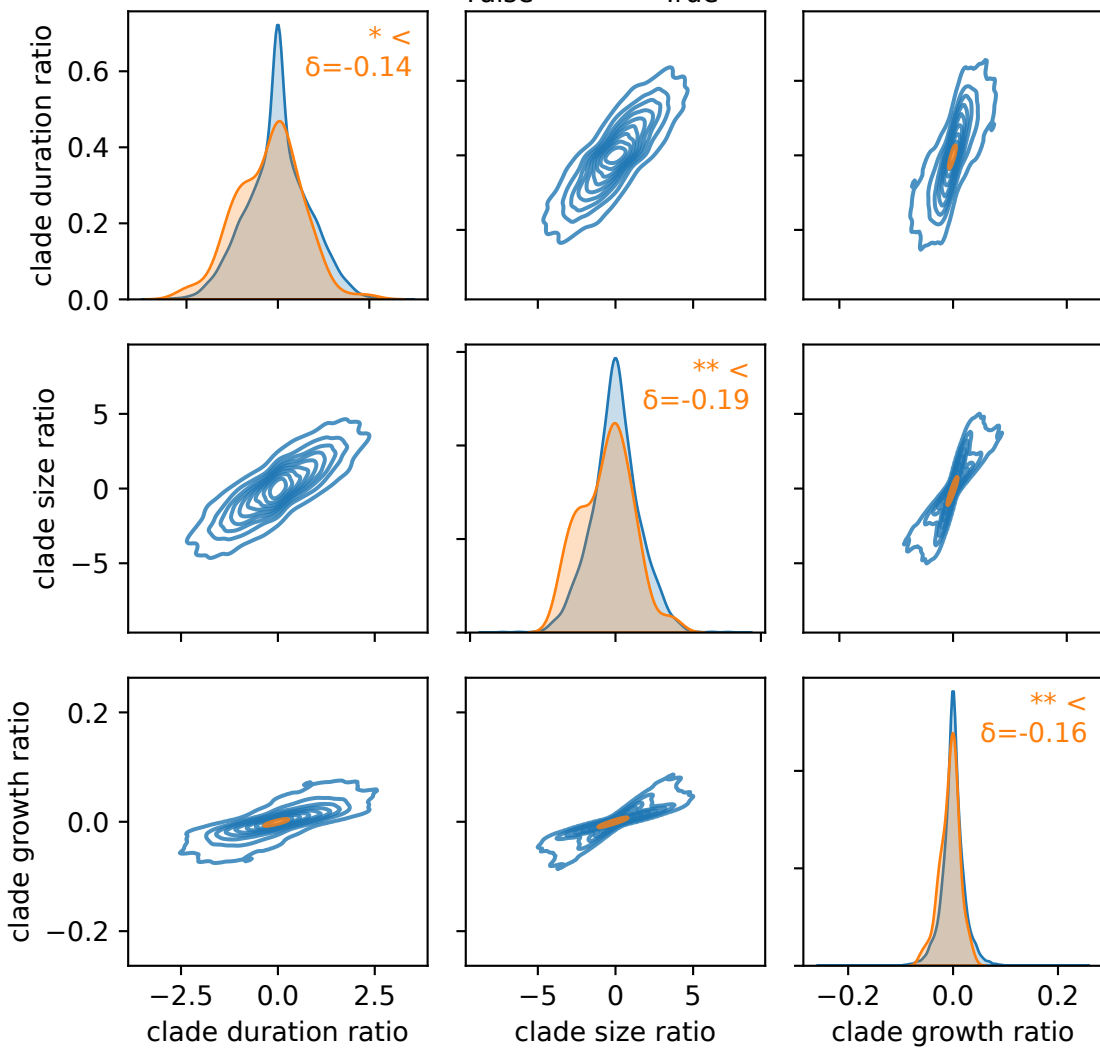 * <
δ=-0.14
clade duration ratio
0.6
0.4
0.2
0.0
** <
δ=-0.19
clade size ratio
5
0
−5
** <
δ=-0.16
clade growth ratio
0.2
0.0
−0.2
−2.5 0.0 2.5 −5 0 5 −0.2 0.0 0.2
clade duration ratio clade size ratio clade growth ratio